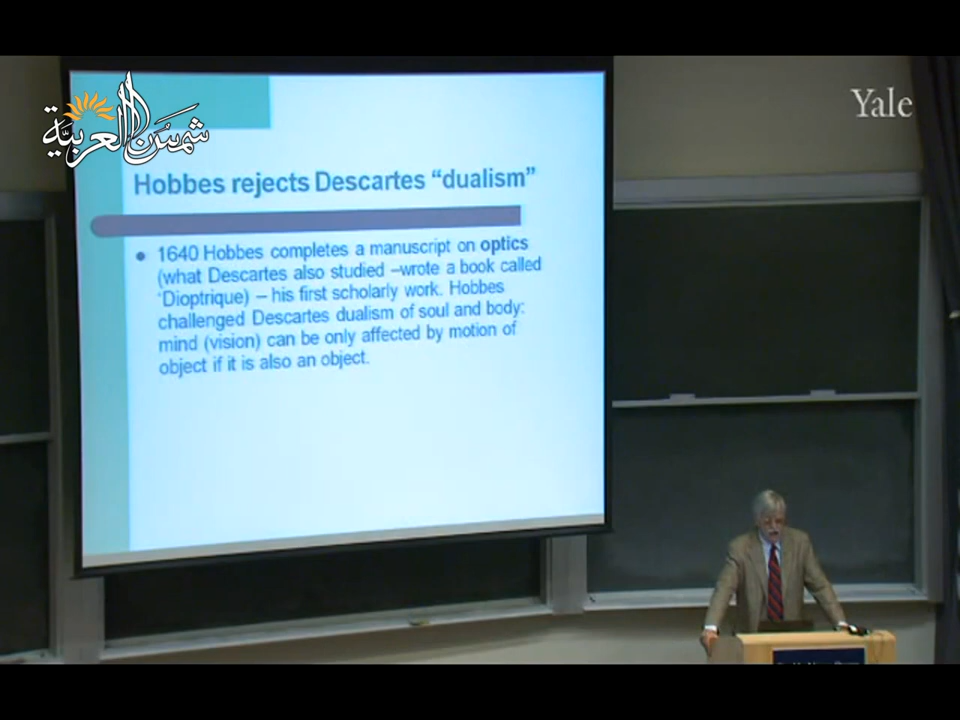 شمس العربية
Yale
Hobbes rejects Descartes “dualism”
1640 Hobbes completes a manuscript on optics
(what Descartes also studied –wrote a book called
‘Dioptrique) – his first scholarly work. Hobbes
challenged Descartes dualism of soul and body:
mind (vision) can be only affected by motion of
object if it is also an object.